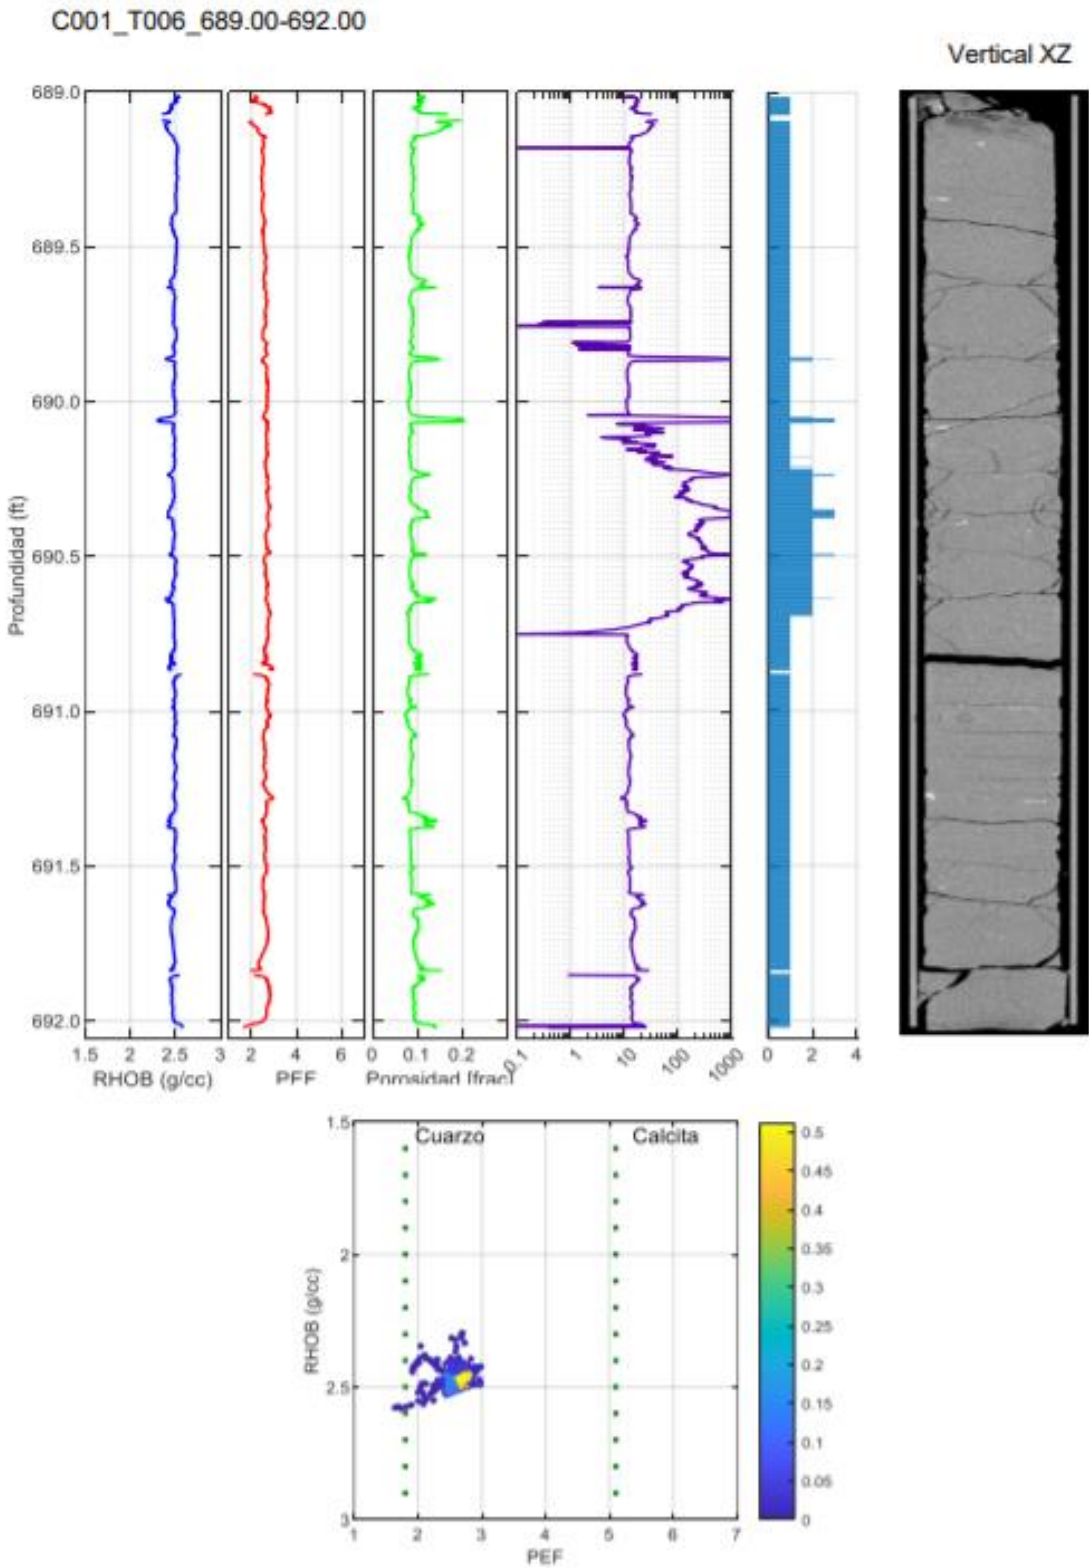 C001_T006_689.00-692.00
Vertical XZ
689.0
689.5
690.0
690.5
691.0
691.5
692.0
Profundidad (ft)
1.5 2 2.5 3 2 4 6 0 0.1 0.2 0.1 1 10 100 1000 0 2 4
RHOB (g/cc) PEF Porosidad [frac]
Cuarzo Calcita
1.5
2
2.5
3
RHOB (g/cc)
1 2 3 4 5 6 7
PEF
0.5
0.45
0.4
0.35
0.3
0.25
0.2
0.15
0.1
0.05
0